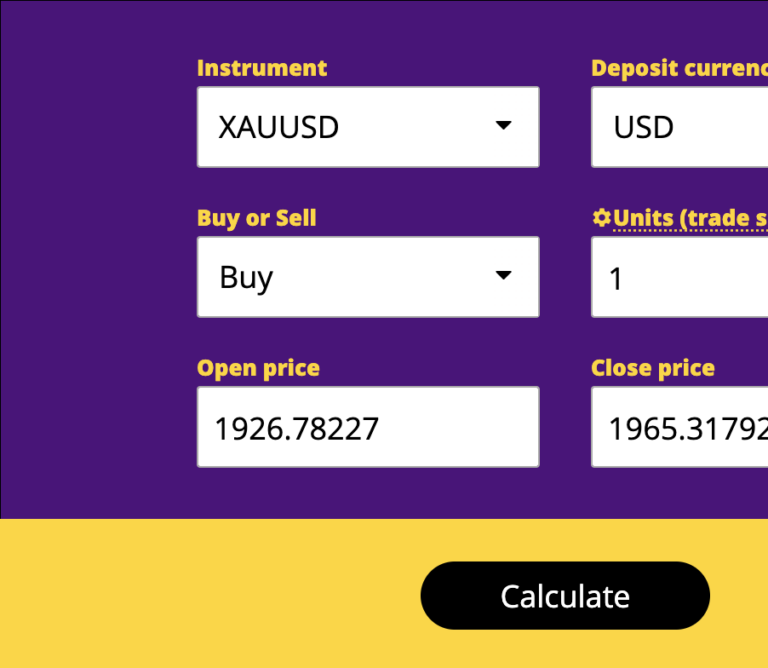 Instrument
Deposit currenc
XAUUSD
USD
Buy or Sell
Units (trade s
Buy
1
Open price
Close price
1926.78227
1965.31792
Calculate